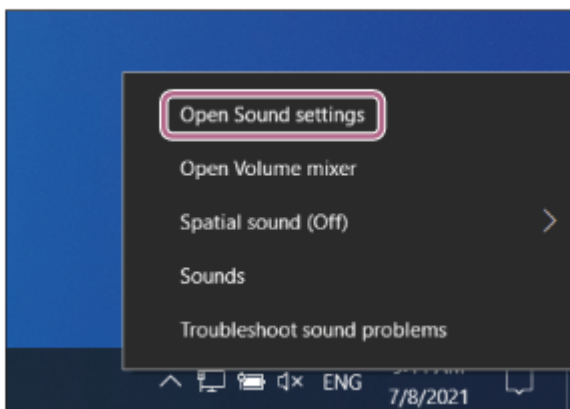 Open Sound settings
Open Volume mixer
Spatial sound (Off)
Sounds
Troubleshoot sound problems
ENG
7/8/2021